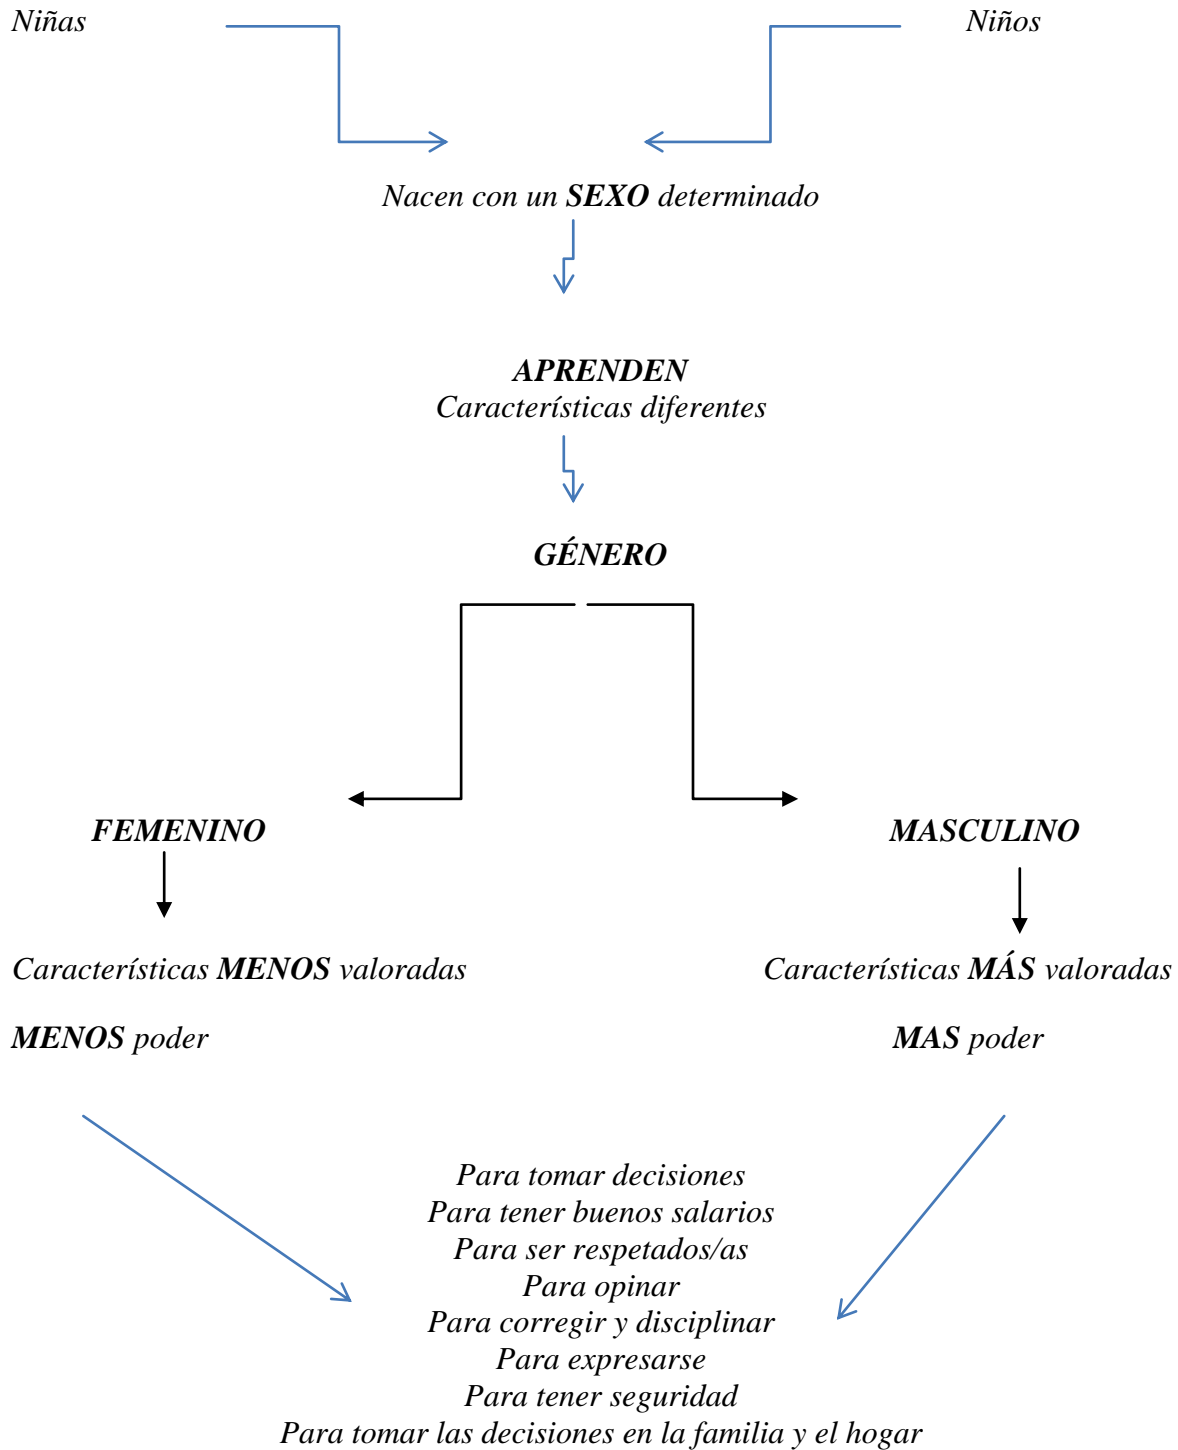 Niñas Niños
Nacen con un SEXO determinado
APRENDEN
Características diferentes
GÉNERO
FEMENINO MASCULINO
Características MENOS valoradas Características MÁS valoradas
MENOS poder MAS poder
Para tomar decisiones
Para tener buenos salarios
Para ser respetados/as
Para opinar
Para corregir y disciplinar
Para expresarse
Para tener seguridad
Para tomar las decisiones en la familia y el hogar